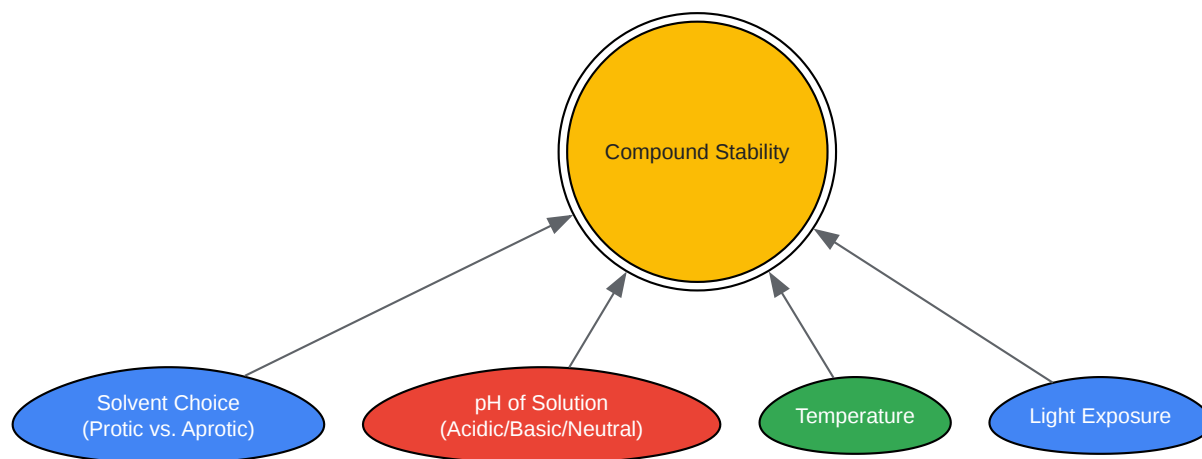 Compound Stability
Solvent Choice
(Protic vs. Aprotic)
pH of Solution
(Acidic/Basic/Neutral)
Temperature
Light Exposure